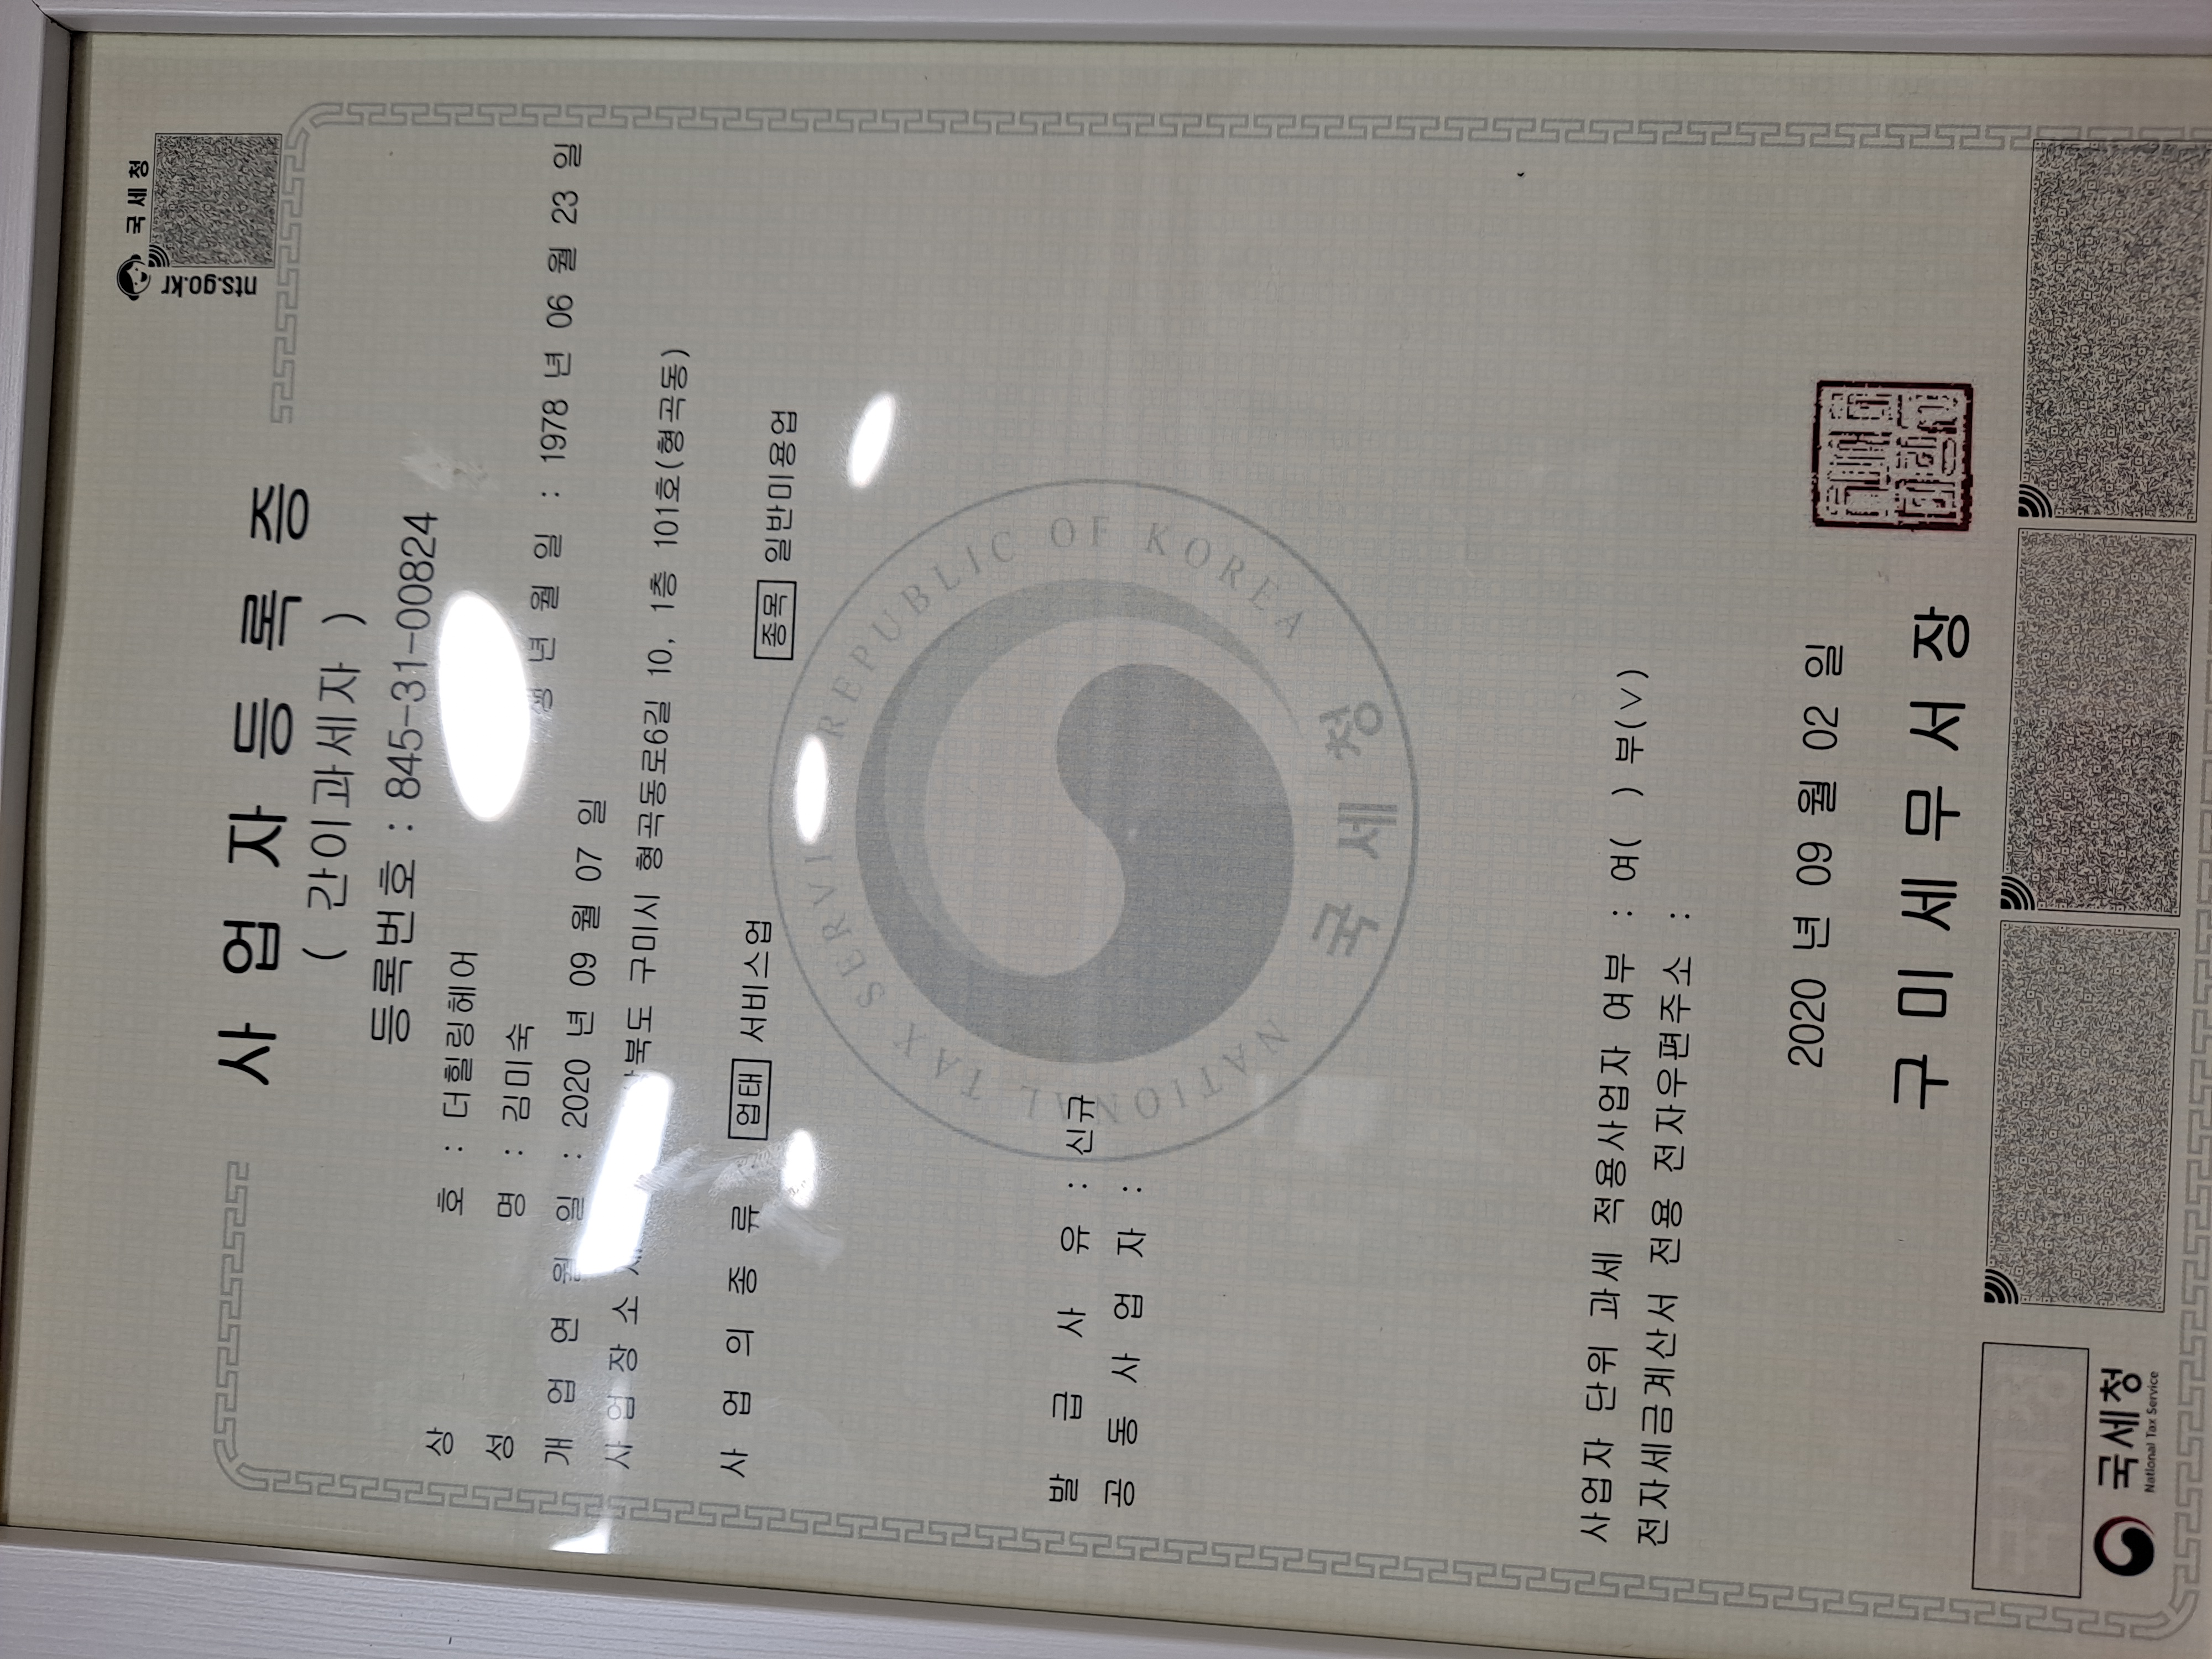 국세청
nts.go.kr
사업자등록증
( 간이과세자 )
등록번호 : 845-31-00824
상 호 : 더힐링헤어
성 명 : 김미숙 생 년 월 일 : 1978 년 06 월 23 일
개 업 연 월 일 : 2020 년 09 월 07 일
사 업 장 소 구미시 형곡동로6길 10, 1층 101호(형곡동)
사 업 의 종 류 업태 서비스업 종목 일반미용업
NATIONAL TAX REPUBLIC OF KOREA
국세청
발 급 사 유 : 신규
공 동 사 업 자 :
사업자 단위 과세 적용사업자 여부 : 여( ) 부(∨)
전자세금계산서 전용 전자우편주소 :
2020 년 09 월 02 일
구미세무서장
국세청
National Tax Service